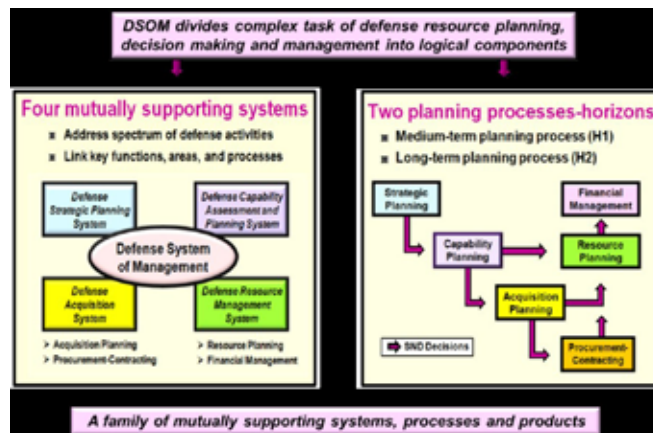 DSOM divides complex task of defense resource planning,
decision making and management into logical components
Four mutually supporting systems
Address spectrum of defense activities
Link key functions, areas, and processes
Defense
Strategic Planning
System
Defense Capability
Assessment and
Planning System
Defense System
of Management
Defense
Acquisition
System
Defense Resource
Management
System
Acquisition Planning
Procurement-Contracting
Resource Planning
Financial Management
Two planning processes-horizons
Medium-term planning process (H1)
Long-term planning process (H2)
Strategic
Planning
Financial
Management
Capability
Planning
Resource
Planning
Acquisition
Planning
Procurement-
Contracting
SND Decisions
A family of mutually supporting systems, processes and products